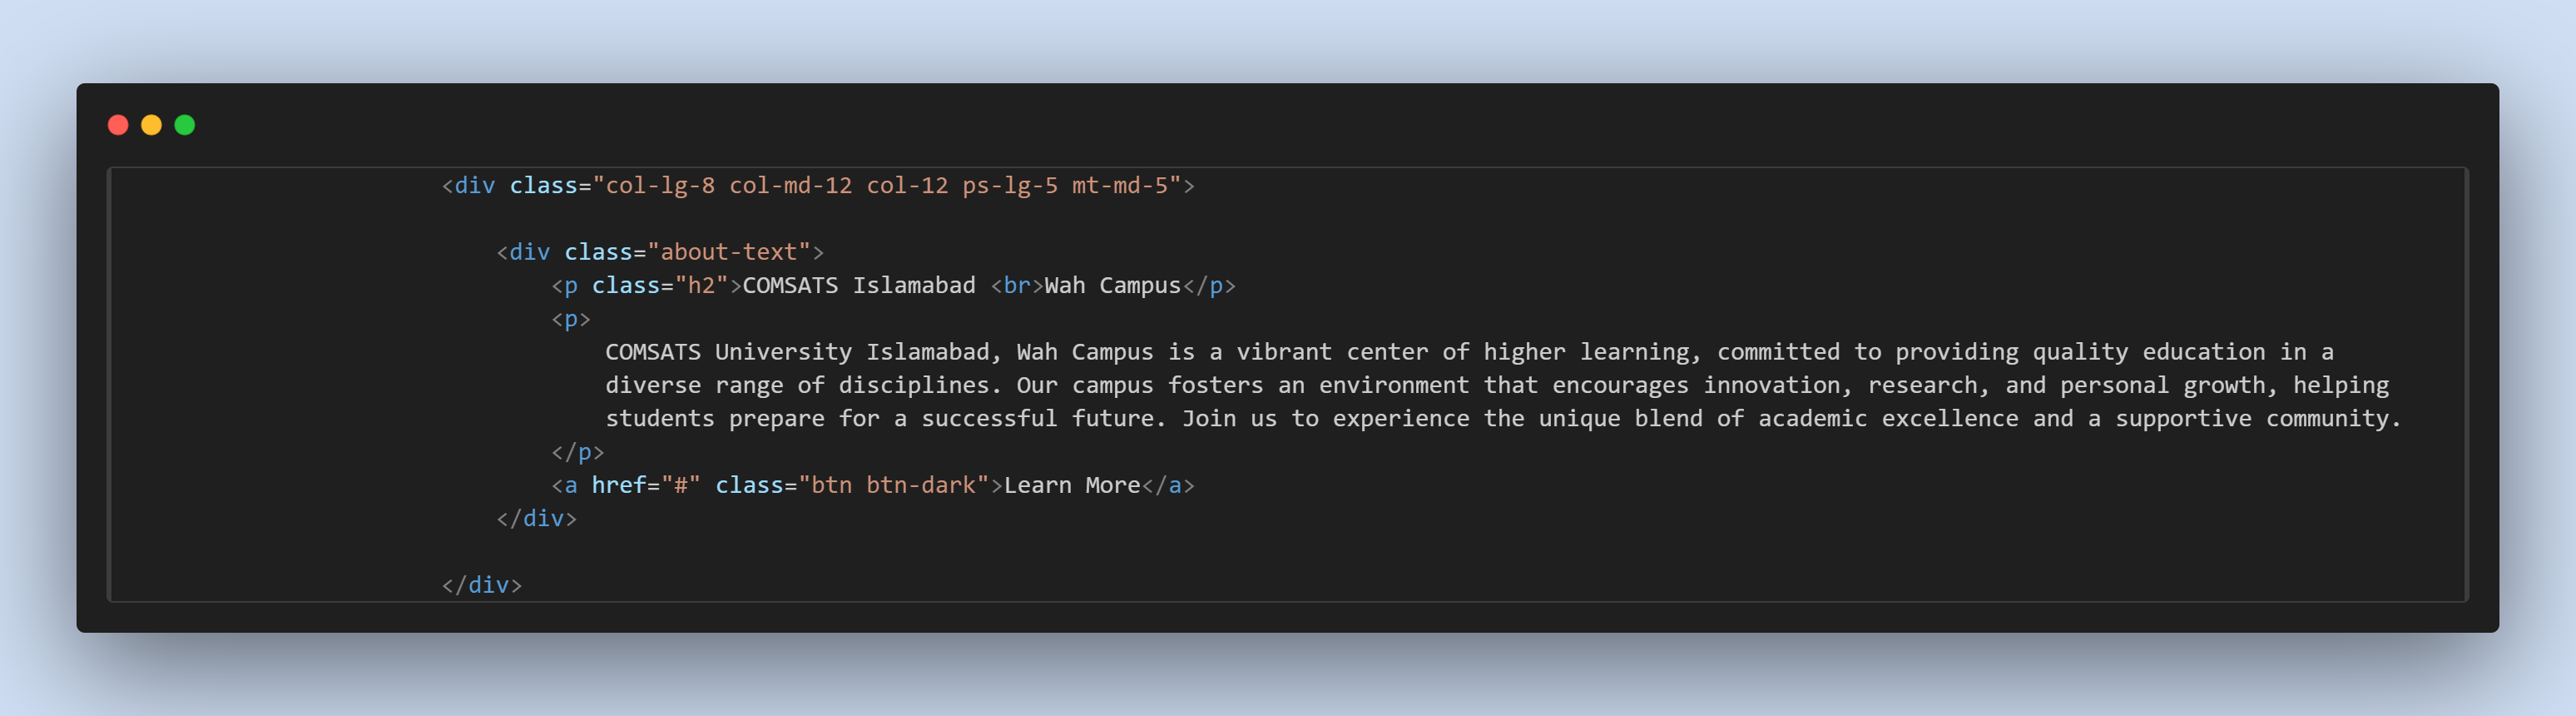 <div class="col-lg-8 col-md-12 col-12 ps-lg-5 mt-md-5">
<div class="about-text">
<p class="h2">COMSATS Islamabad <br>Wah Campus</p>
<p>
COMSATS University Islamabad, Wah Campus is a vibrant center of higher learning, committed to providing quality education in a
diverse range of disciplines. Our campus fosters an environment that encourages innovation, research, and personal growth, helping
students prepare for a successful future. Join us to experience the unique blend of academic excellence and a supportive community.
</p>
<a href="#" class="btn btn-dark">Learn More</a>
</div>
</div>